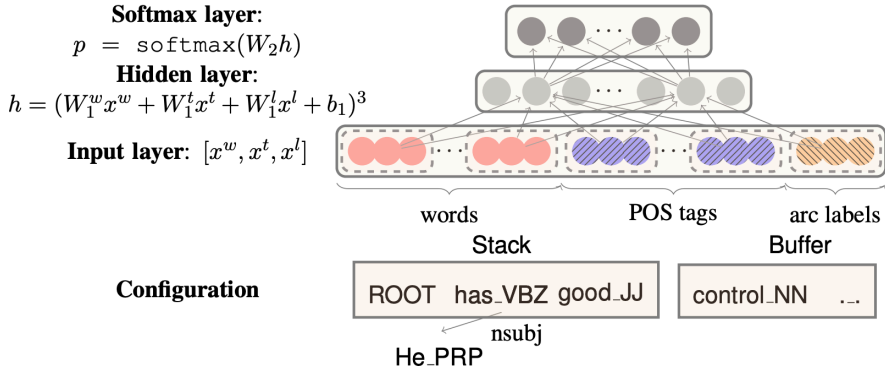 Softmax layer:
p = softmax(W₂h)
Hidden layer:
h = (W₁ʷxʷ + W₁ᵗxᵗ + W₁ˡxˡ + b₁)³
Input layer: [xʷ, xᵗ, xˡ]
··· ··· ··· ···
words POS tags arc labels
Stack Buffer
Configuration
ROOT has_VBZ good_JJ control_NN ._.
nsubj
He_PRP